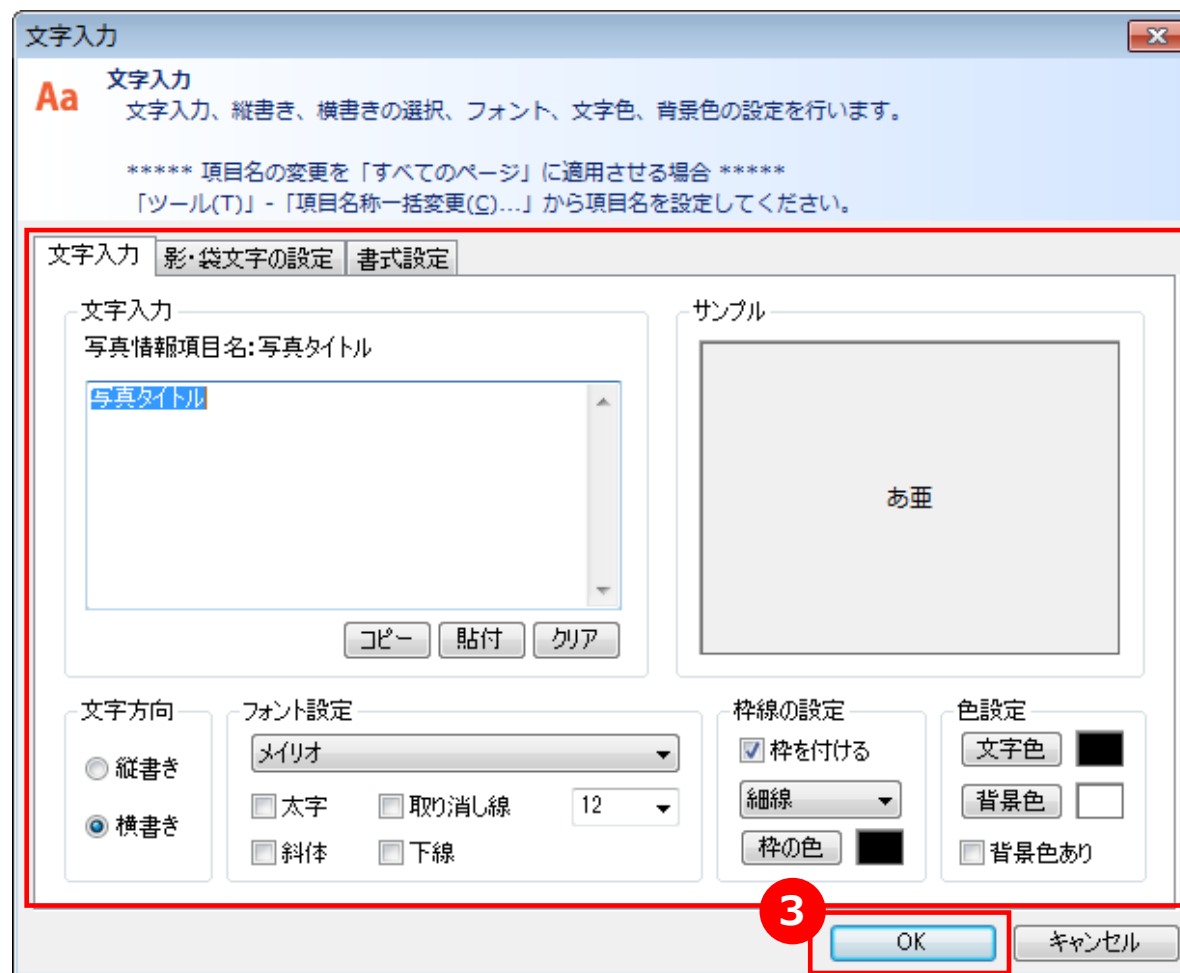 文字入力
Aa
文字入力
文字入力、縦書き、横書きの選択、フォント、文字色、背景色の設定を行います。
***** 項目名の変更を「すべてのページ」に適用させる場合 *****
「ツール(T)」-「項目名称一括変更(C)...」から項目名を設定してください。
文字入力 影・袋文字の設定 書式設定
文字入力
写真情報項目名:写真タイトル
写真タイトル
コピー 貼付 クリア
サンプル
あ亜
文字方向
縦書き
横書き
フォント設定
メイリオ
太字 取り消し線 12
斜体 下線
枠線の設定
枠を付ける
細線
枠の色
色設定
文字色
背景色
背景色あり
3
OK キャンセル